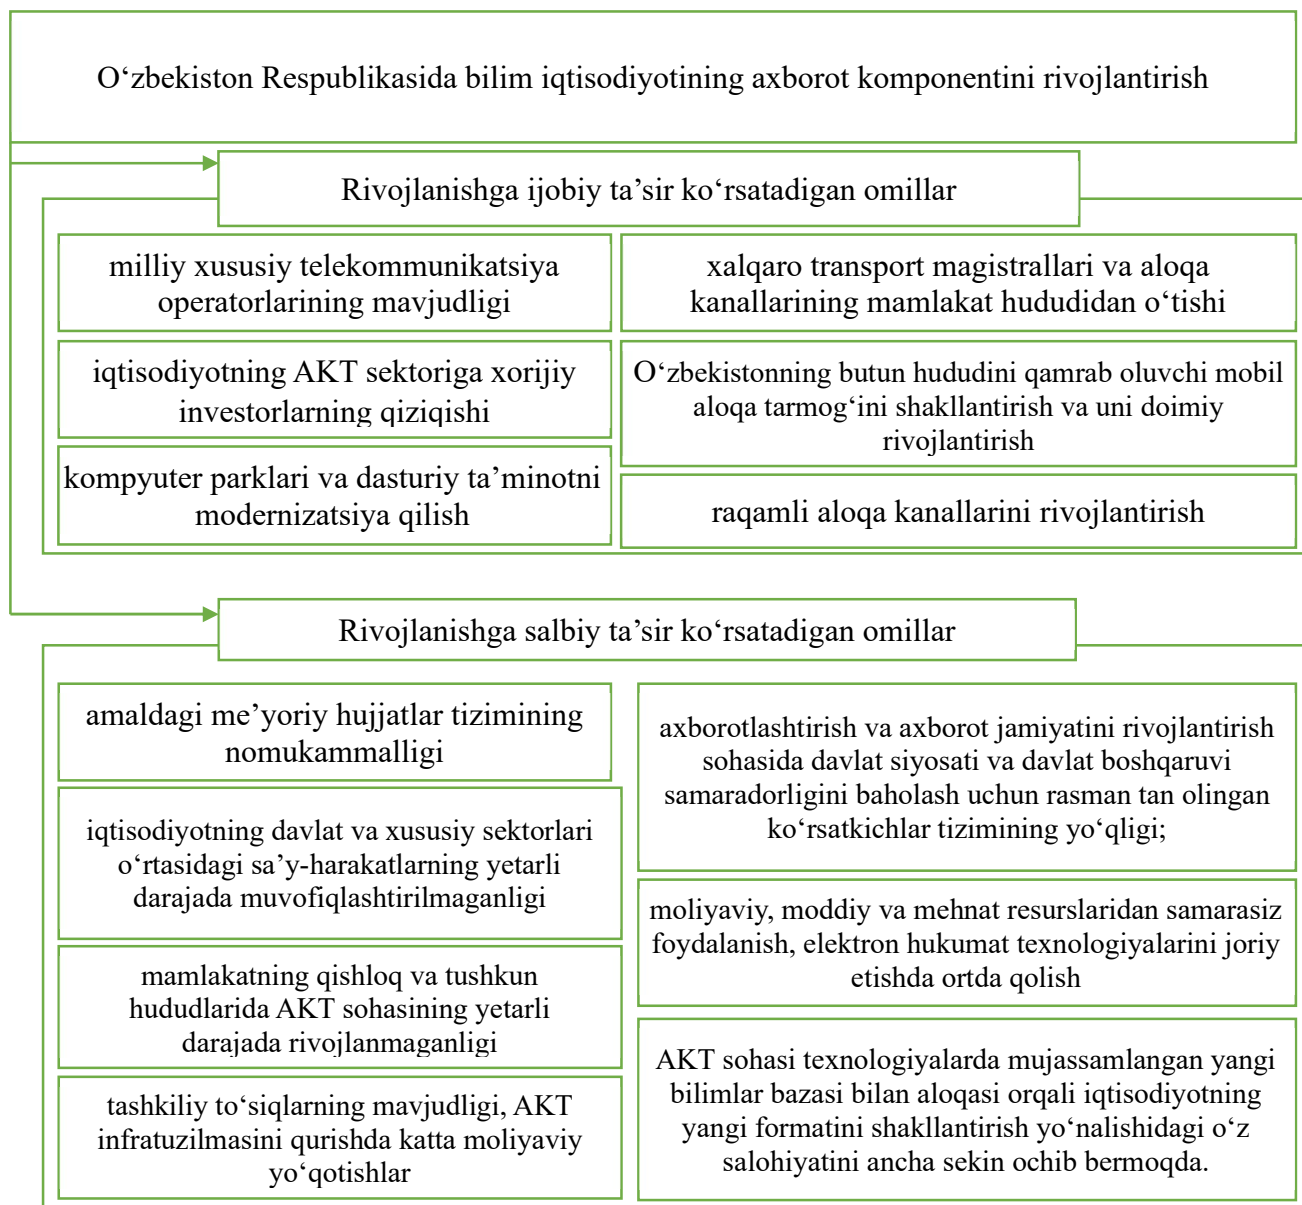 O‘zbekiston Respublikasida bilim iqtisodiyotining axborot komponentini rivojlantirish
Rivojlanishga ijobiy ta’sir ko‘rsatadigan omillar
milliy xususiy telekommunikatsiya
operatorlarining mavjudligi
xalqaro transport magistrallari va aloqa
kanallarining mamlakat hududidan o‘tishi
iqtisodiyotning AKT sektoriga xorijiy
investorlarning qiziqishi
O‘zbekistonning butun hududini qamrab oluvchi mobil
aloqa tarmog‘ini shakllantirish va uni doimiy
rivojlantirish
kompyuter parklari va dasturiy ta’minotni
modernizatsiya qilish
raqamli aloqa kanallarini rivojlantirish
Rivojlanishga salbiy ta’sir ko‘rsatadigan omillar
amaldagi me’yoriy hujjatlar tizimining
nomukammalligi
axborotlashtirish va axborot jamiyatini rivojlantirish
sohasida davlat siyosati va davlat boshqaruvi
samaradorligini baholash uchun rasman tan olingan
ko‘rsatkichlar tizimining yo‘qligi;
iqtisodiyotning davlat va xususiy sektorlari
o‘rtasidagi sa’y-harakatlarning yetarli
darajada muvofiqlashtirilmaganligi
moliyaviy, moddiy va mehnat resurslaridan samarasiz
foydalanish, elektron hukumat texnologiyalarini joriy
etishda ortda qolish
mamlakatning qishloq va tushkun
hududlarida AKT sohasining yetarli
darajada rivojlanmaganligi
AKT sohasi texnologiyalarda mujassamlangan yangi
bilimlar bazasi bilan aloqasi orqali iqtisodiyotning
yangi formatini shakllantirish yo‘nalishidagi o‘z
salohiyatini ancha sekin ochib bermoqda.
tashkiliy to‘siqlarning mavjudligi, AKT
infratuzilmasini qurishda katta moliyaviy
yo‘qotishlar